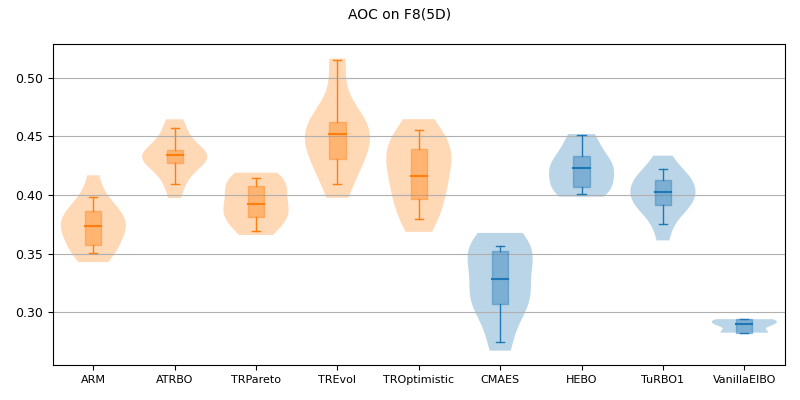 AOC on F8(5D)
0.50
0.45
0.40
0.35
0.30
ARM ATRBO TRPareto TREvol TROptimistic CMAES HEBO TuRBO1 VanillaEIBO